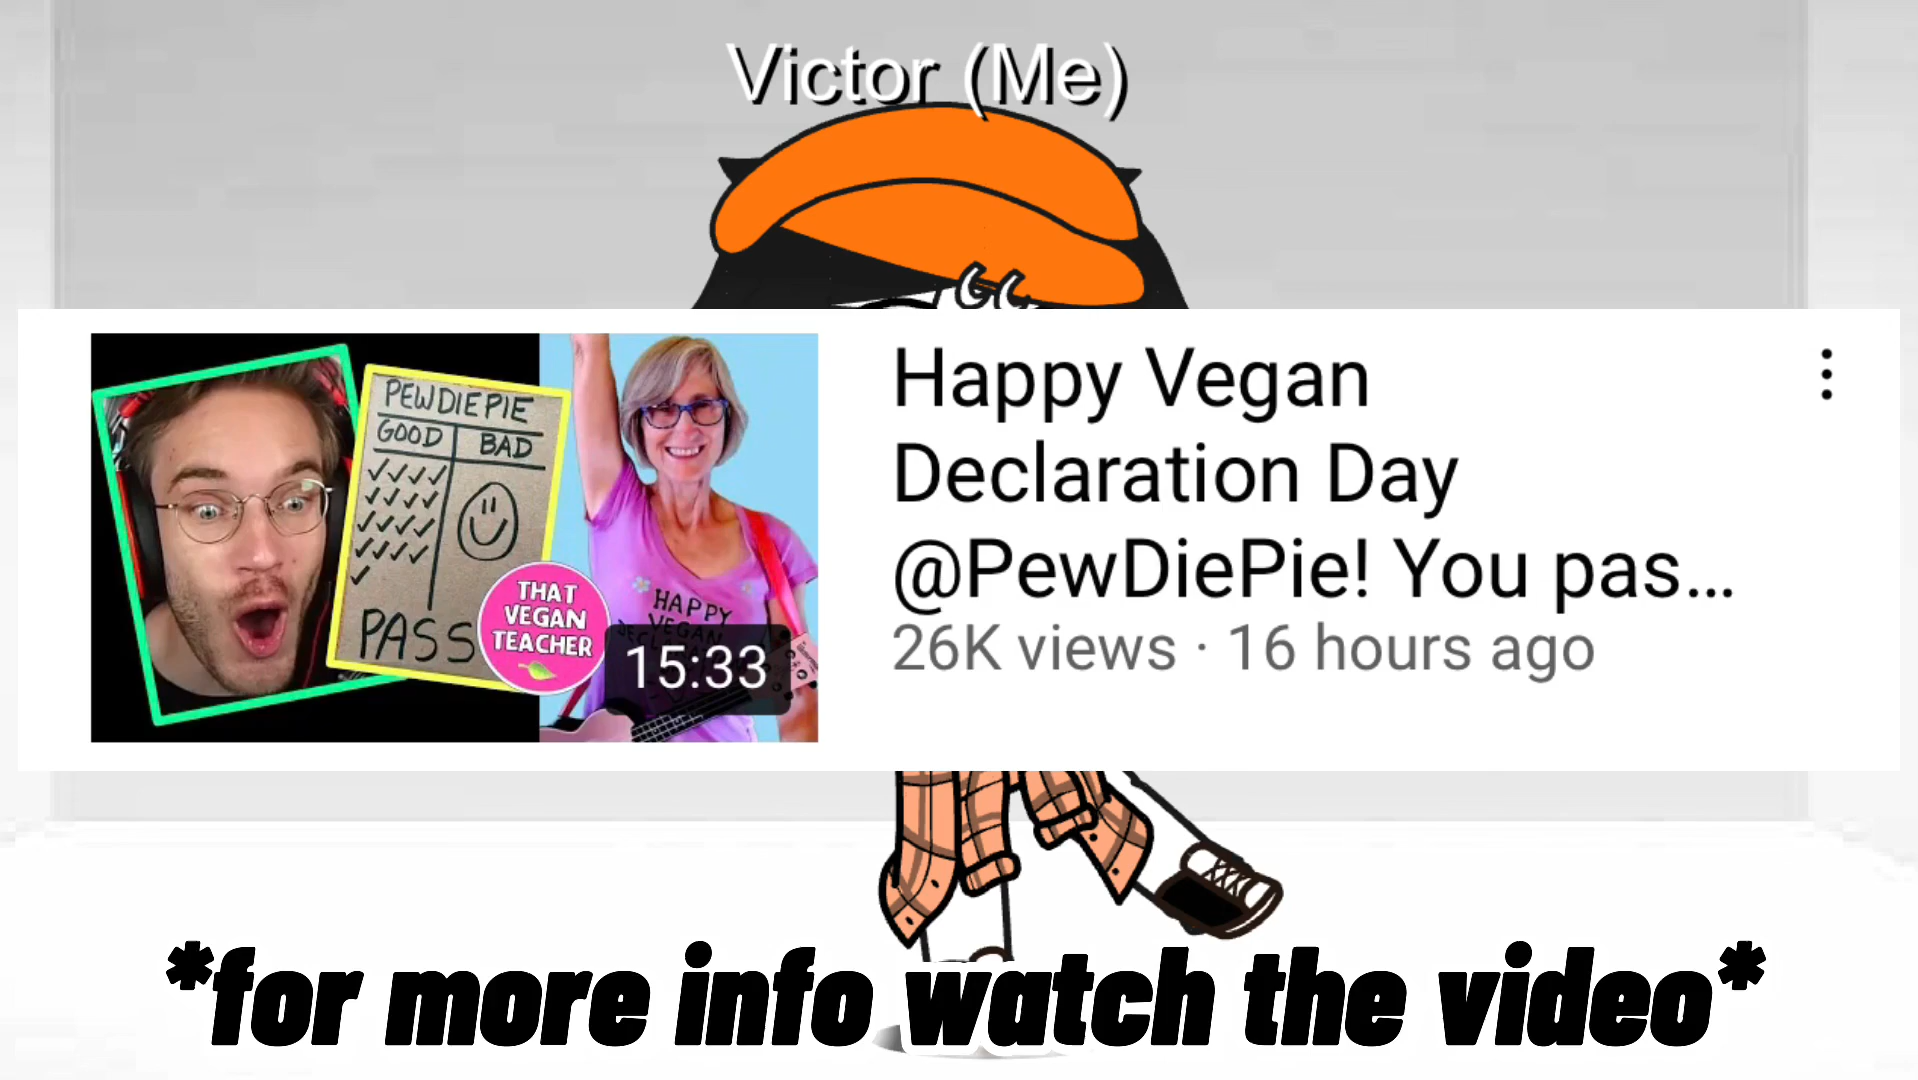 Victor (Me)
PEWDIEPIE
GOOD BAD
PASS
THAT
VEGAN
TEACHER
HAPPY
VEGAN
15:33
Happy Vegan
Declaration Day
@PewDiePie! You pas...
26K views · 16 hours ago
*for more info watch the video*